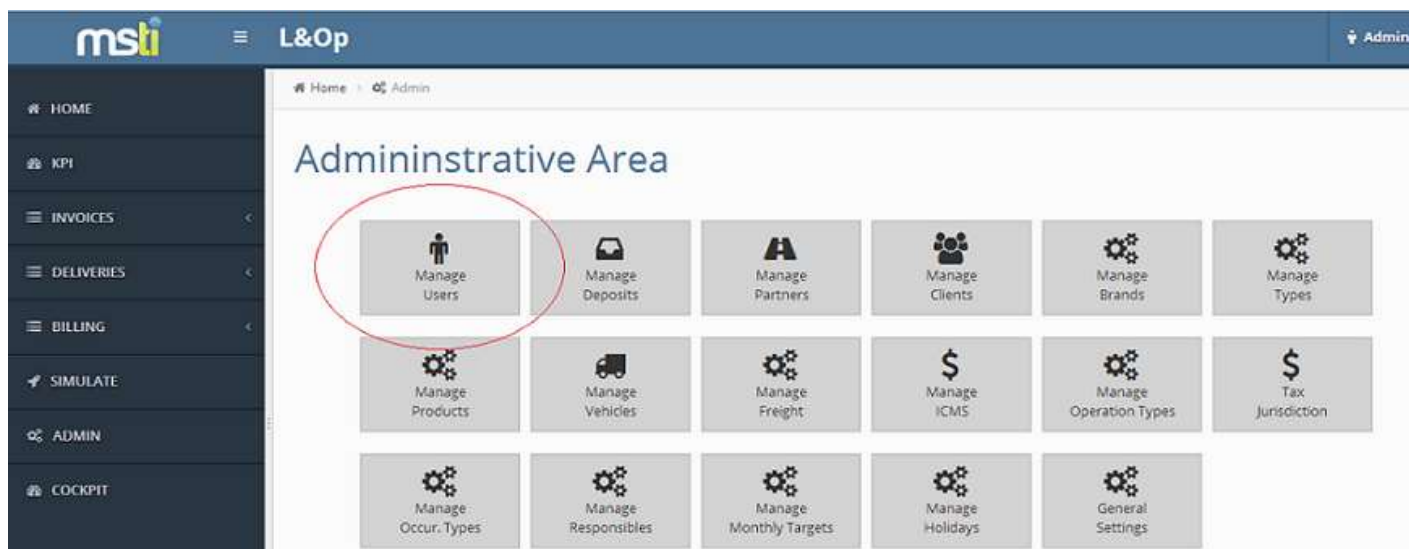 msti
L&Op
Admin
Home
Admin
HOME
KPI
INVOICES
DELIVERIES
BILLING
SIMULATE
ADMIN
COCKPIT
Admininstrative Area
Manage
Users
Manage
Deposits
Manage
Partners
Manage
Clients
Manage
Brands
Manage
Types
Manage
Products
Manage
Vehicles
Manage
Freight
Manage
ICMS
Manage
Operation Types
Tax
Jurisdiction
Manage
Occur. Types
Manage
Responsibles
Manage
Monthly Targets
Manage
Holidays
General
Settings